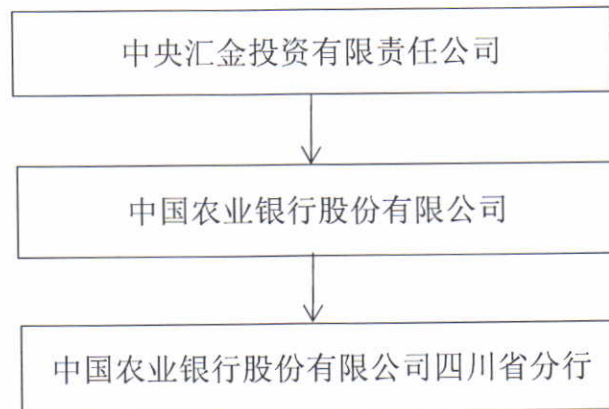 中央汇金投资有限责任公司
中国农业银行股份有限公司
中国农业银行股份有限公司四川省分行